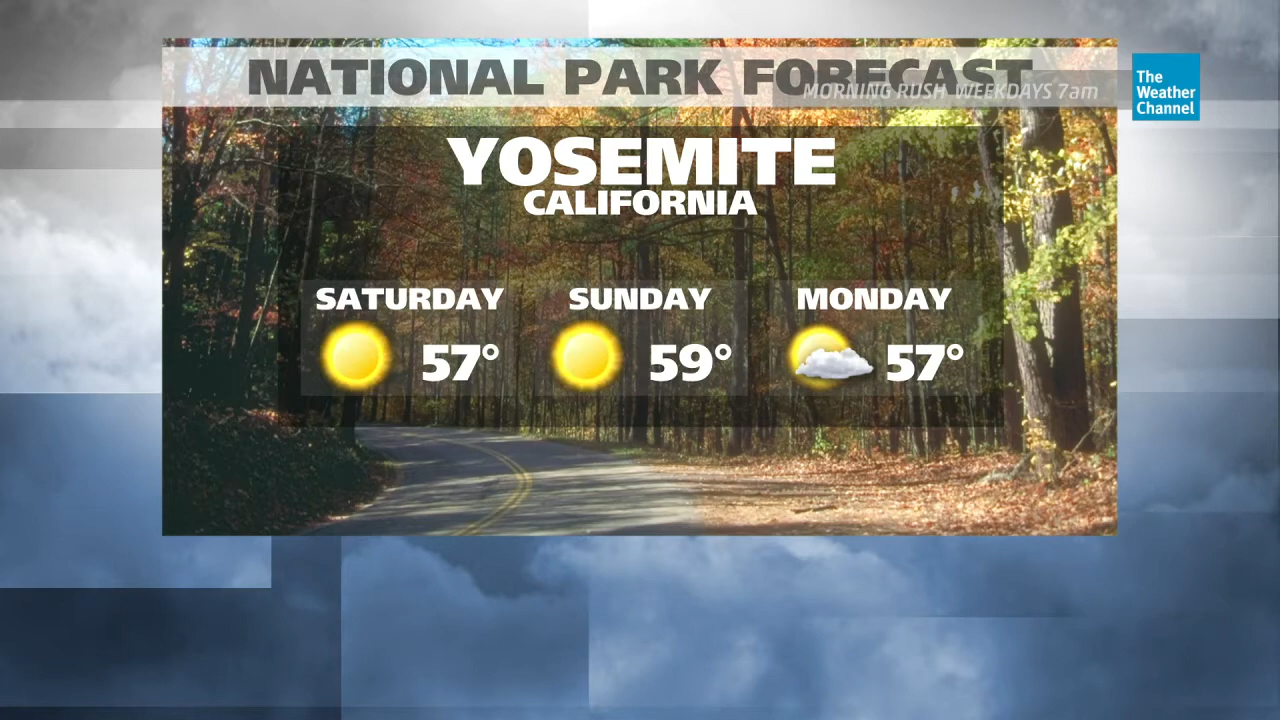 NATIONAL PARK FORECAST
MORNING RUSH WEEKDAYS 7am
The
Weather
Channel
YOSEMITE
CALIFORNIA
SATURDAY SUNDAY MONDAY
57° 59° 57°